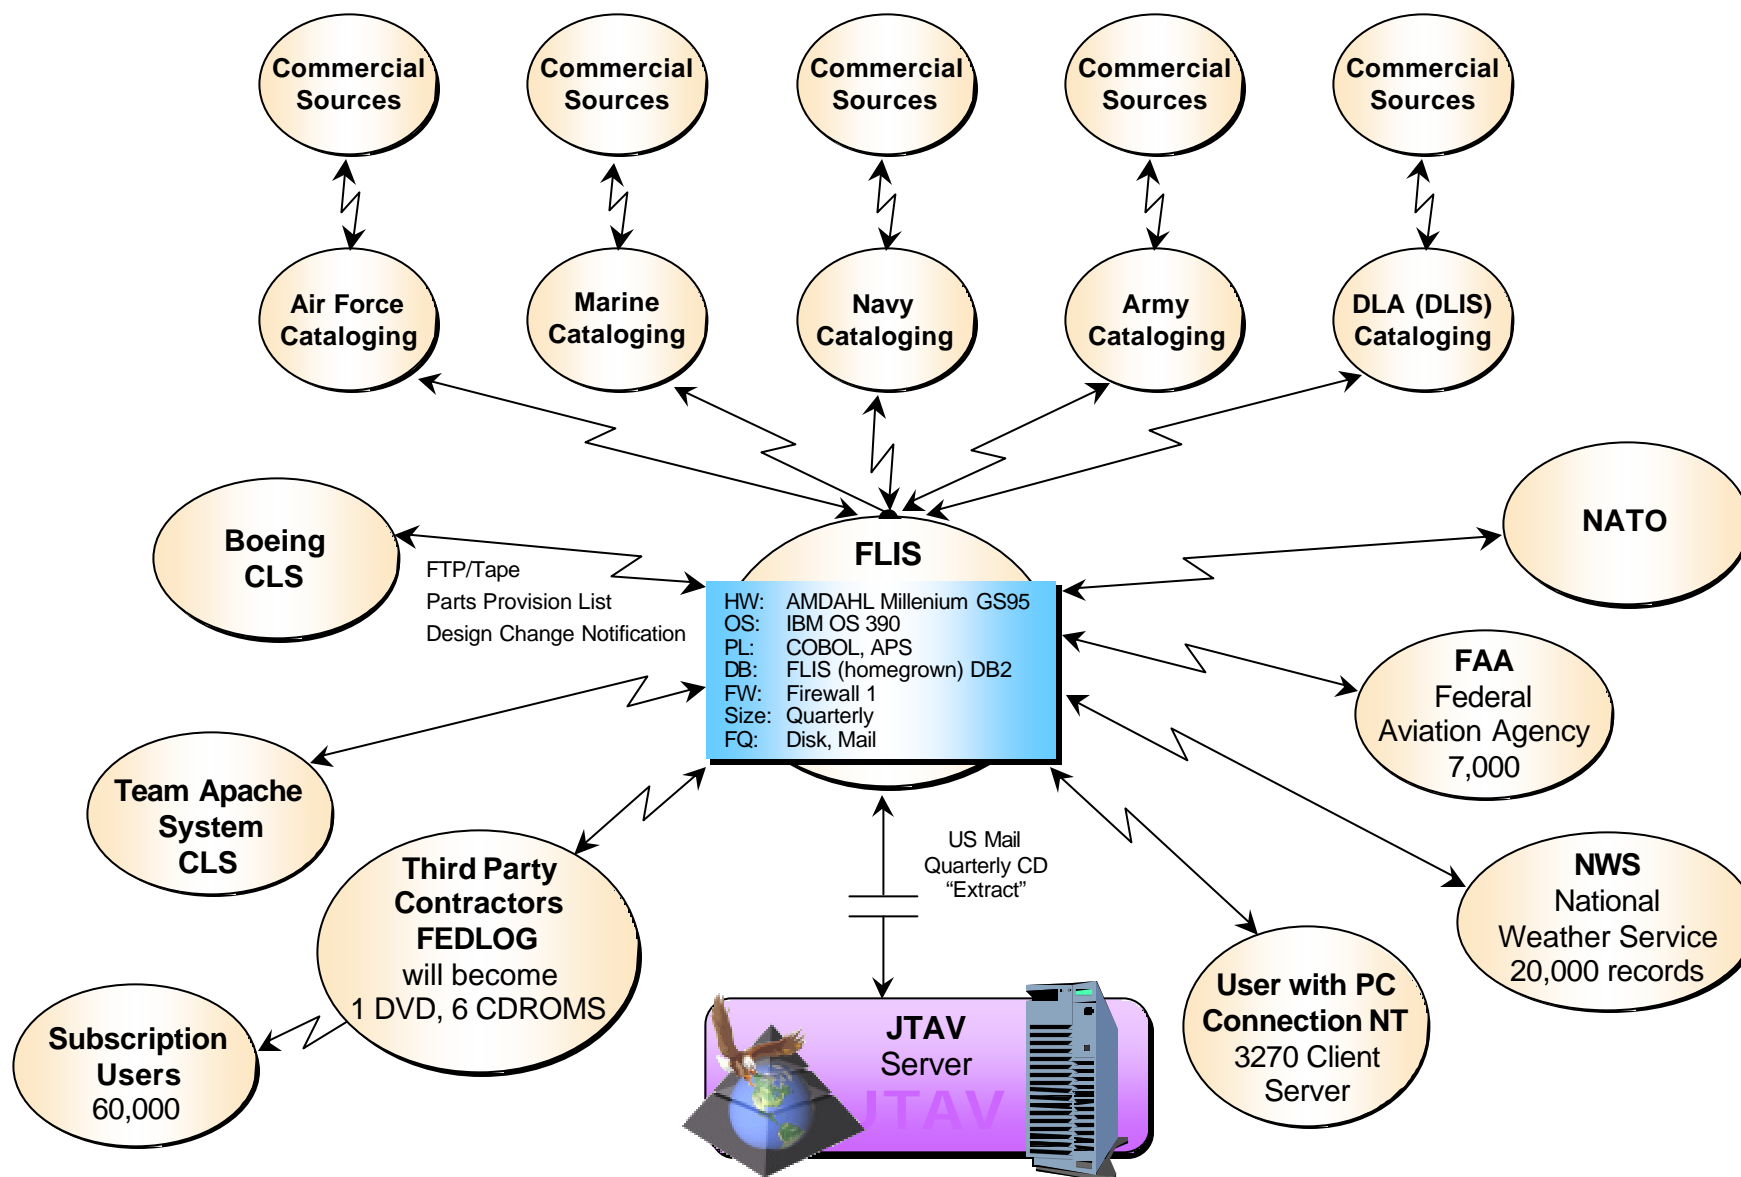 Commercial
Sources
Commercial
Sources
Commercial
Sources
Commercial
Sources
Commercial
Sources
Air Force
Cataloging
Marine
Cataloging
Navy
Cataloging
Army
Cataloging
DLA (DLIS)
Cataloging
Boeing
CLS
FTP/Tape
Parts Provision List
Design Change Notification
FLIS
HW: AMDAHL Millenium GS95
OS: IBM OS 390
PL: COBOL, APS
DB: FLIS (homegrown) DB2
FW: Firewall 1
Size: Quarterly
FQ: Disk, Mail
NATO
FAA
Federal
Aviation Agency
7,000
Team Apache
System
CLS
Third Party
Contractors
FEDLOG
will become
1 DVD, 6 CDROMS
US Mail
Quarterly CD
“Extract”
NWS
National
Weather Service
20,000 records
User with PC
Connection NT
3270 Client
Server
Subscription
Users
60,000
JTAV
Server
JTAV